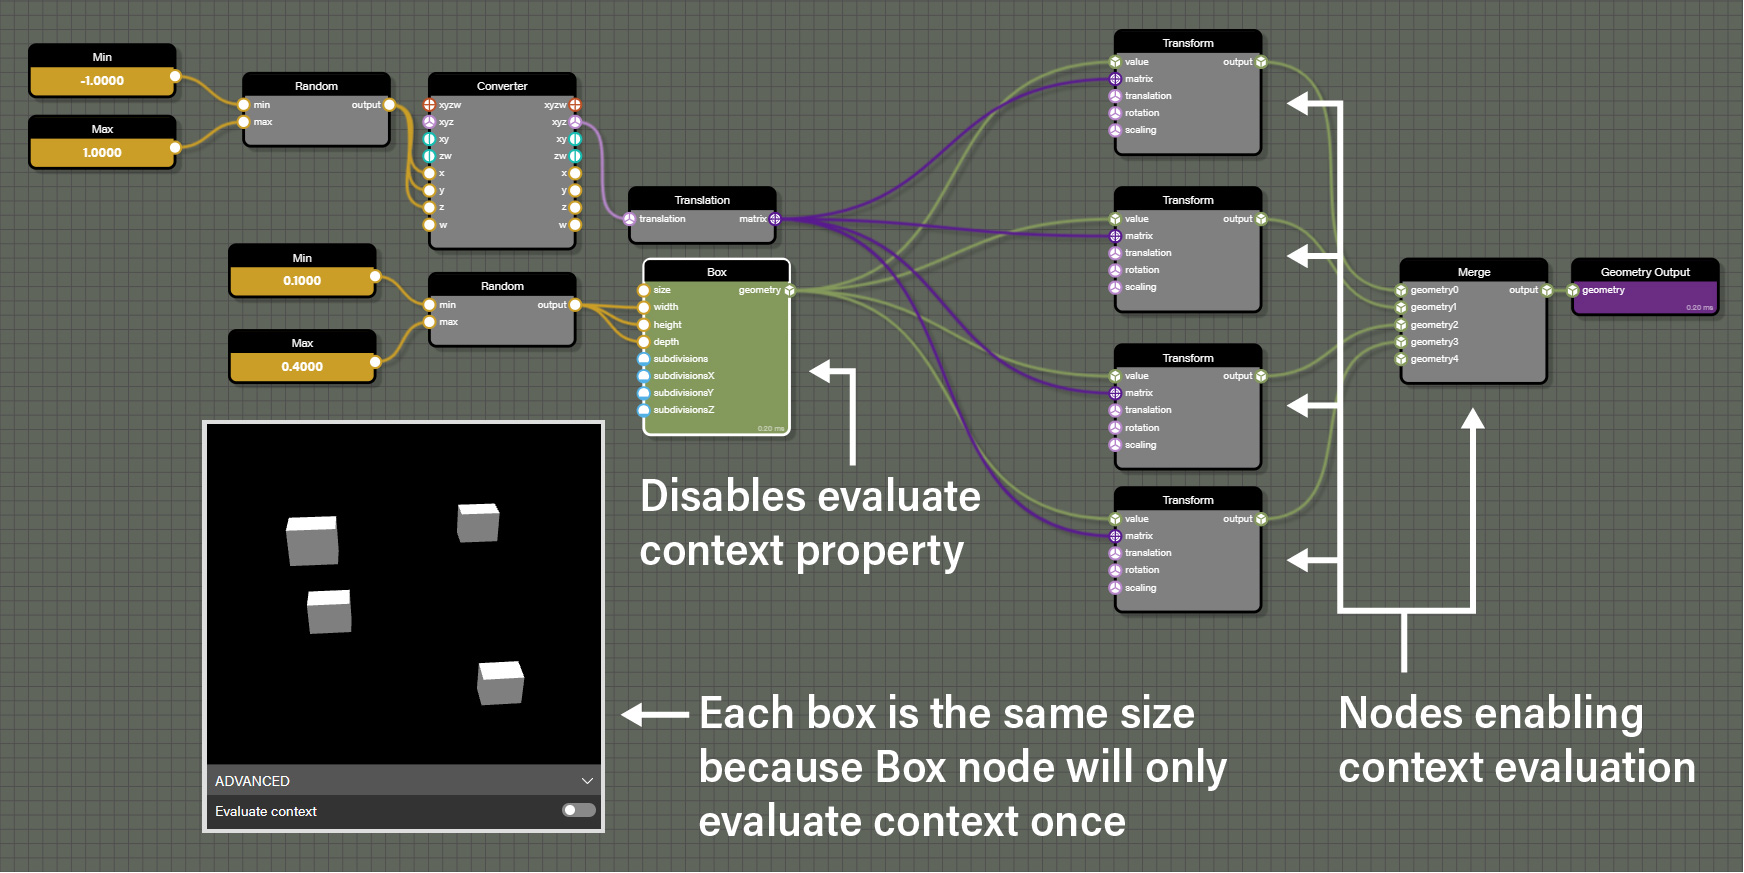 Min
-1.0000
Max
1.0000
Random
min
output
max
Converter
xyzw
xyzw
xyz
xyz
xy
xy
zw
zw
x
x
y
y
z
z
w
w
Min
0.1000
Max
0.4000
Random
min
output
max
Translation
translation
matrix
Box
size
geometry
width
height
depth
subdivisions
subdivisionsX
subdivisionsY
subdivisionsZ
0.20 ms
Transform
value
output
matrix
translation
rotation
scaling
Transform
value
output
matrix
translation
rotation
scaling
Transform
value
output
matrix
translation
rotation
scaling
Transform
value
output
matrix
translation
rotation
scaling
Merge
geometry0
output
geometry1
geometry2
geometry3
geometry4
Geometry Output
geometry
0.20 ms
Disables evaluate
context property
ADVANCED
Evaluate context
Each box is the same size
because Box node will only
evaluate context once
Nodes enabling
context evaluation